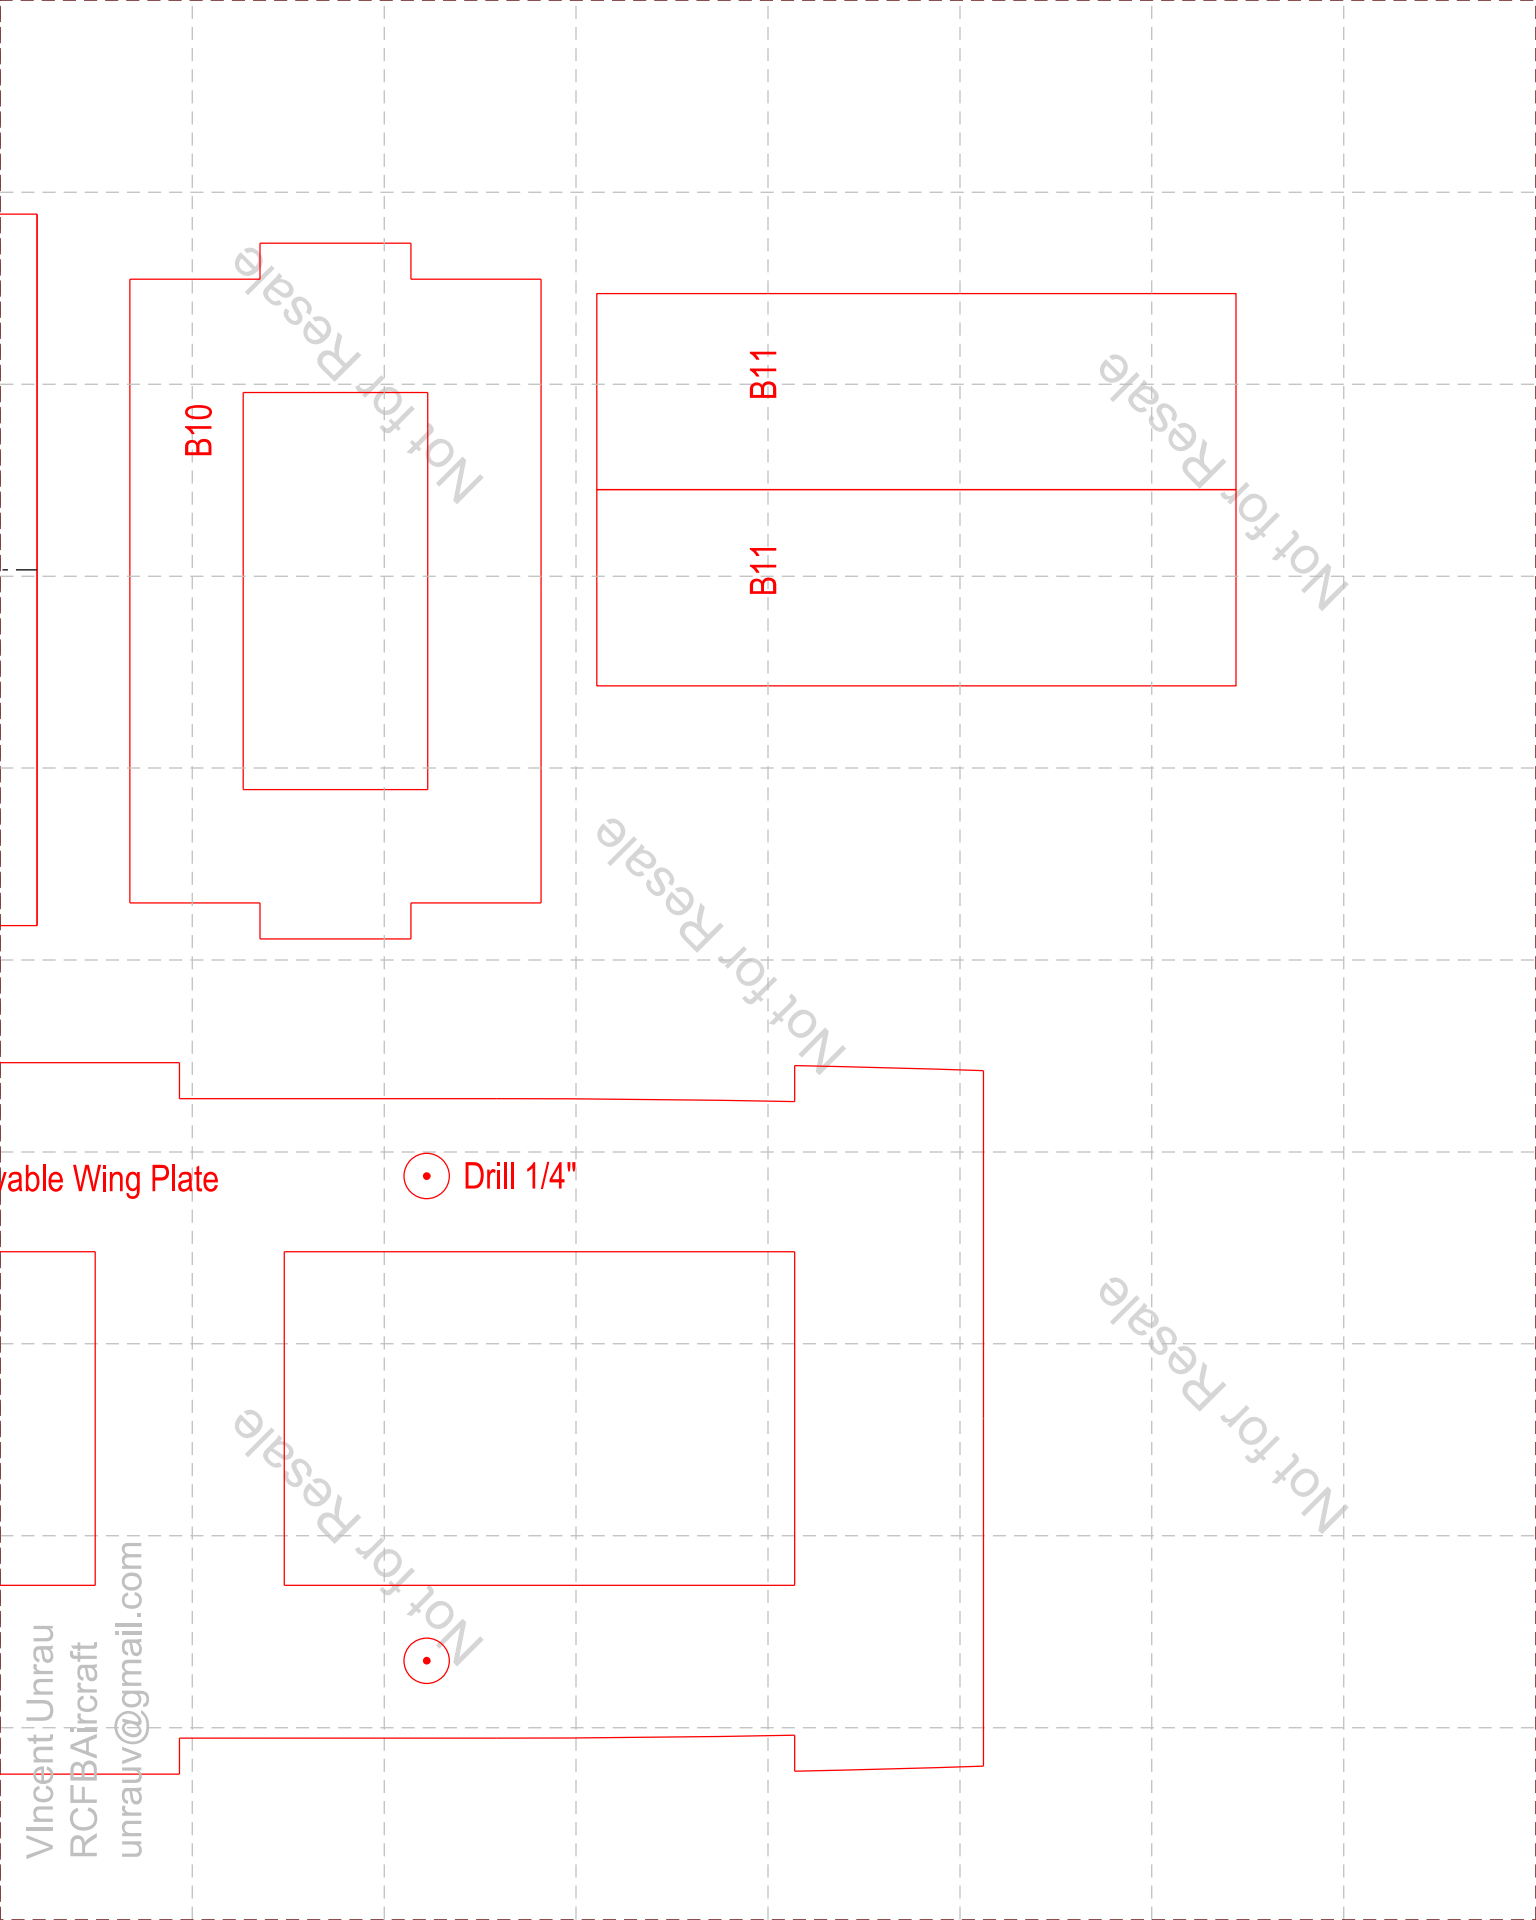 Not for Resale
B11
Not for Resale
B10
B11
Not for Resale
vable Wing Plate
Drill 1/4"
Not for Resale
Not for Resale
VIncent Unrau
RCFBAircraft
unrauv@gmail.com